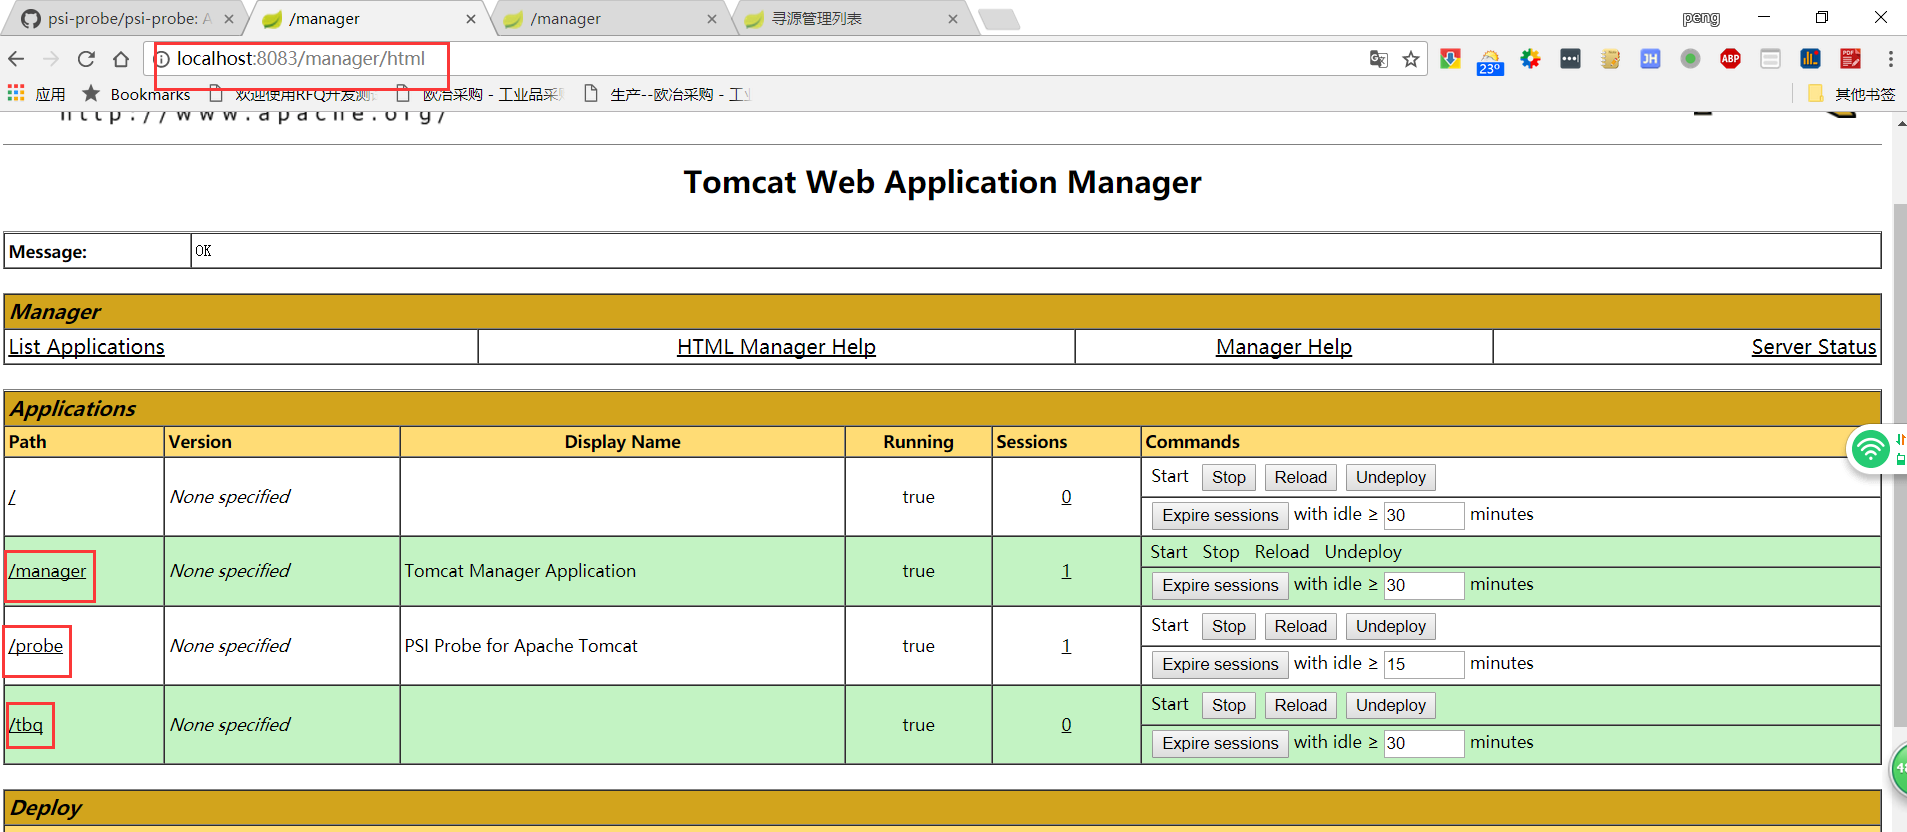 psi-probe/psi-probe: A
/manager
/manager
寻源管理列表
peng
localhost:8083/manager/html
23°
JH
ABP
PDF
应用
Bookmarks
欢迎使用RFQ开发测
欧冶采购 - 工业品采
生产--欧冶采购 - 工
其他书签
http://www.apache.org/
Tomcat Web Application Manager
Message:
OK
Manager
List Applications
HTML Manager Help
Manager Help
Server Status
Applications
Path Version Display Name Running Sessions Commands
/ None specified true 0 Start Stop Reload Undeploy
Expire sessions with idle ≥ 30 minutes
/manager None specified Tomcat Manager Application true 1 Start Stop Reload Undeploy
Expire sessions with idle ≥ 30 minutes
/probe None specified PSI Probe for Apache Tomcat true 1 Start Stop Reload Undeploy
Expire sessions with idle ≥ 15 minutes
/tbq None specified true 0 Start Stop Reload Undeploy
Expire sessions with idle ≥ 30 minutes
Deploy